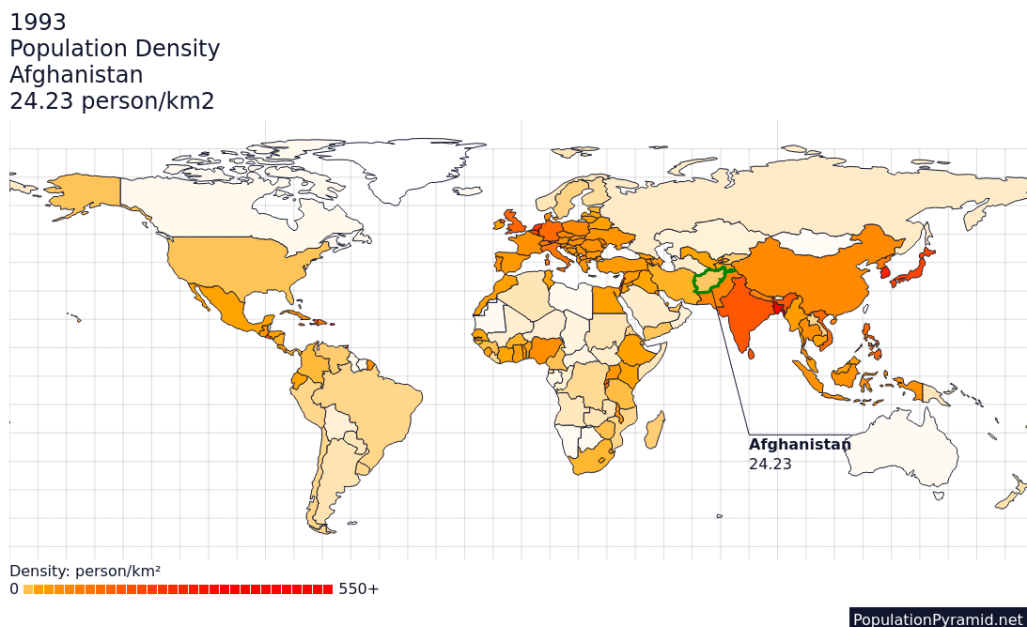 1993
Population Density
Afghanistan
24.23 person/km2
Afghanistan
24.23
Density: person/km²
0 550+
PopulationPyramid.net